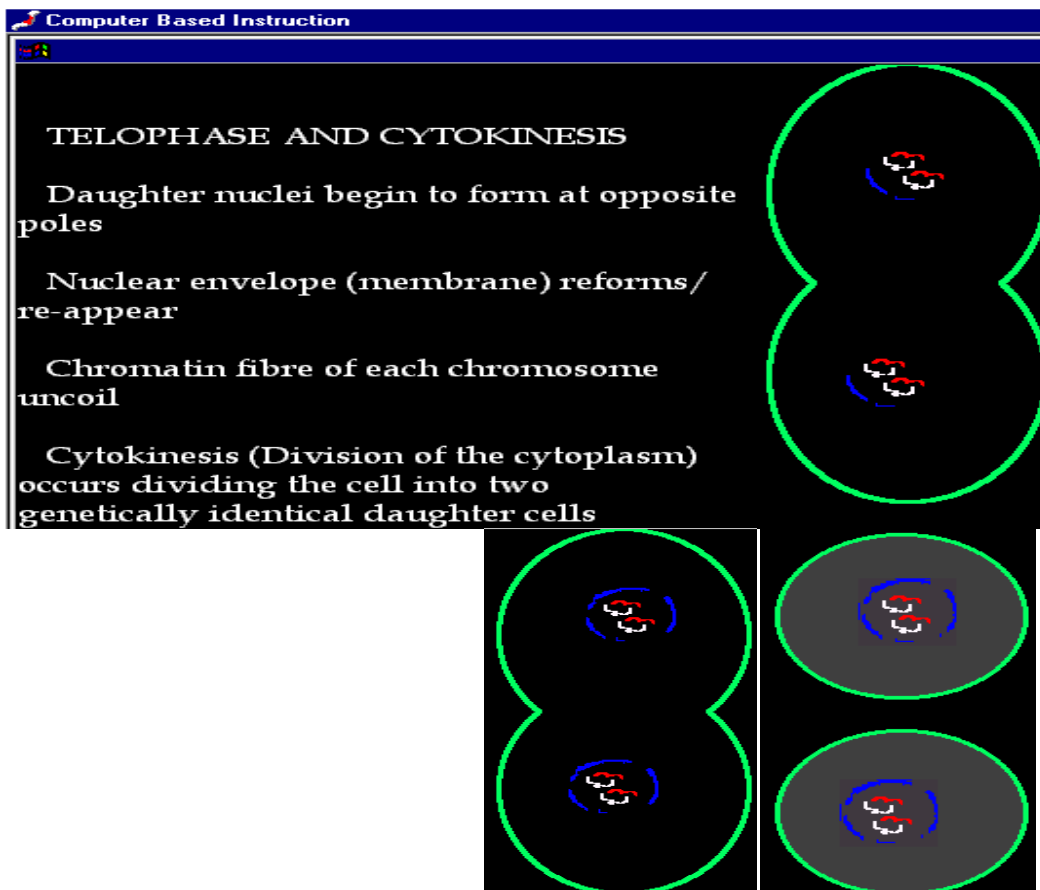 Computer Based Instruction
TELOPHASE AND CYTOKINESIS
Daughter nuclei begin to form at opposite
poles
Nuclear envelope (membrane) reforms/
re-appear
Chromatin fibre of each chromosome
uncoil
Cytokinesis (Division of the cytoplasm)
occurs dividing the cell into two
genetically identical daughter cells